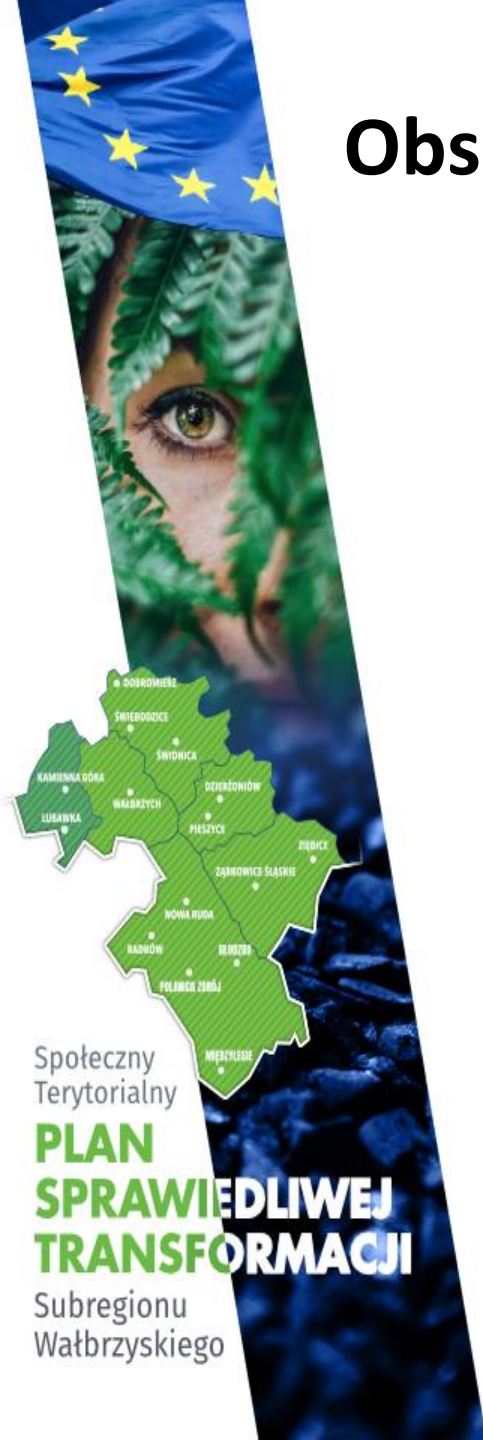 Obs
DOBROMIERZ
ŚWIEBODZICE
ŚWIDNICA
KAMIENNA GÓRA
WAŁBRZYCH
DZIERŻONIÓW
LUBAWKA
PIESZYCE
ZIĘBICE
ZĄBKOWICE ŚLĄSKIE
NOWA RUDA
RADKÓW
KŁODZKO
POLANICA ZDRÓJ
MIĘDZYLESIE
Społeczny
Terytorialny
PLAN
SPRAWIEDLIWEJ
TRANSFORMACJI
Subregionu
Wałbrzyskiego